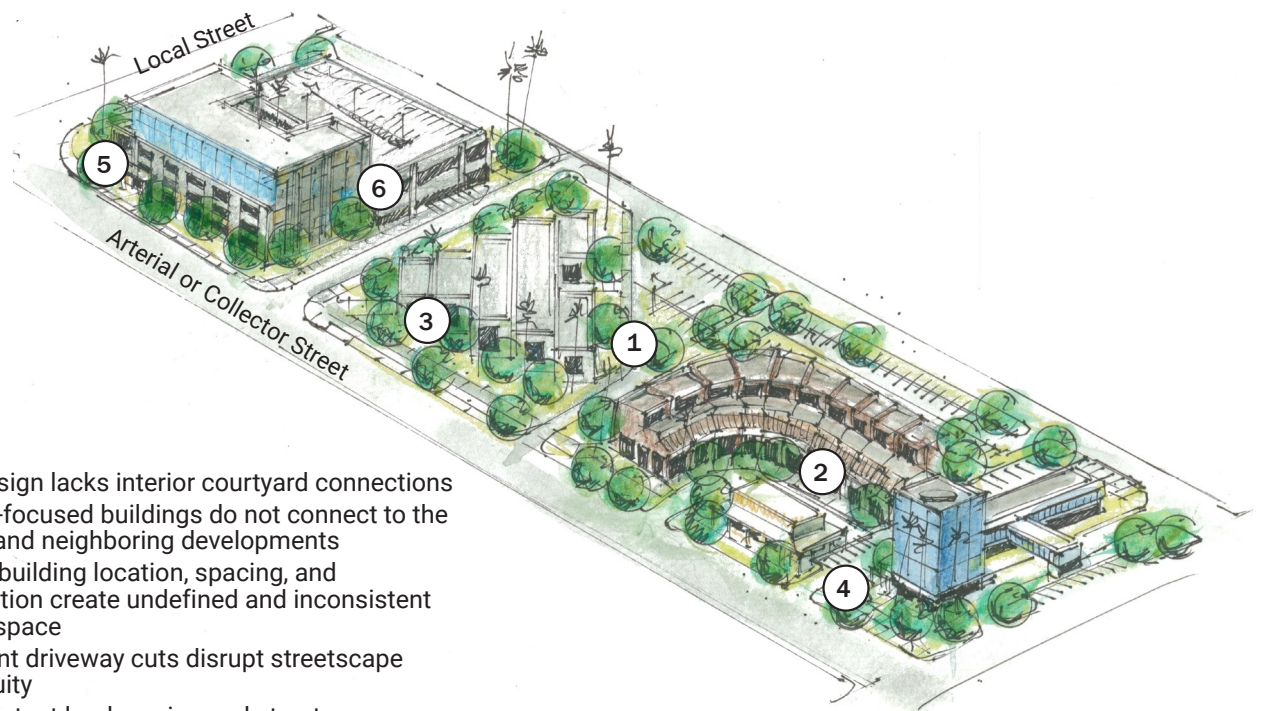 Local Street
5
6
Arterial or Collector Street
3
1
2
4
sign lacks interior courtyard connections
-focused buildings do not connect to the
and neighboring developments
building location, spacing, and
tion create undefined and inconsistent
space
nt driveway cuts disrupt streetscape
uity